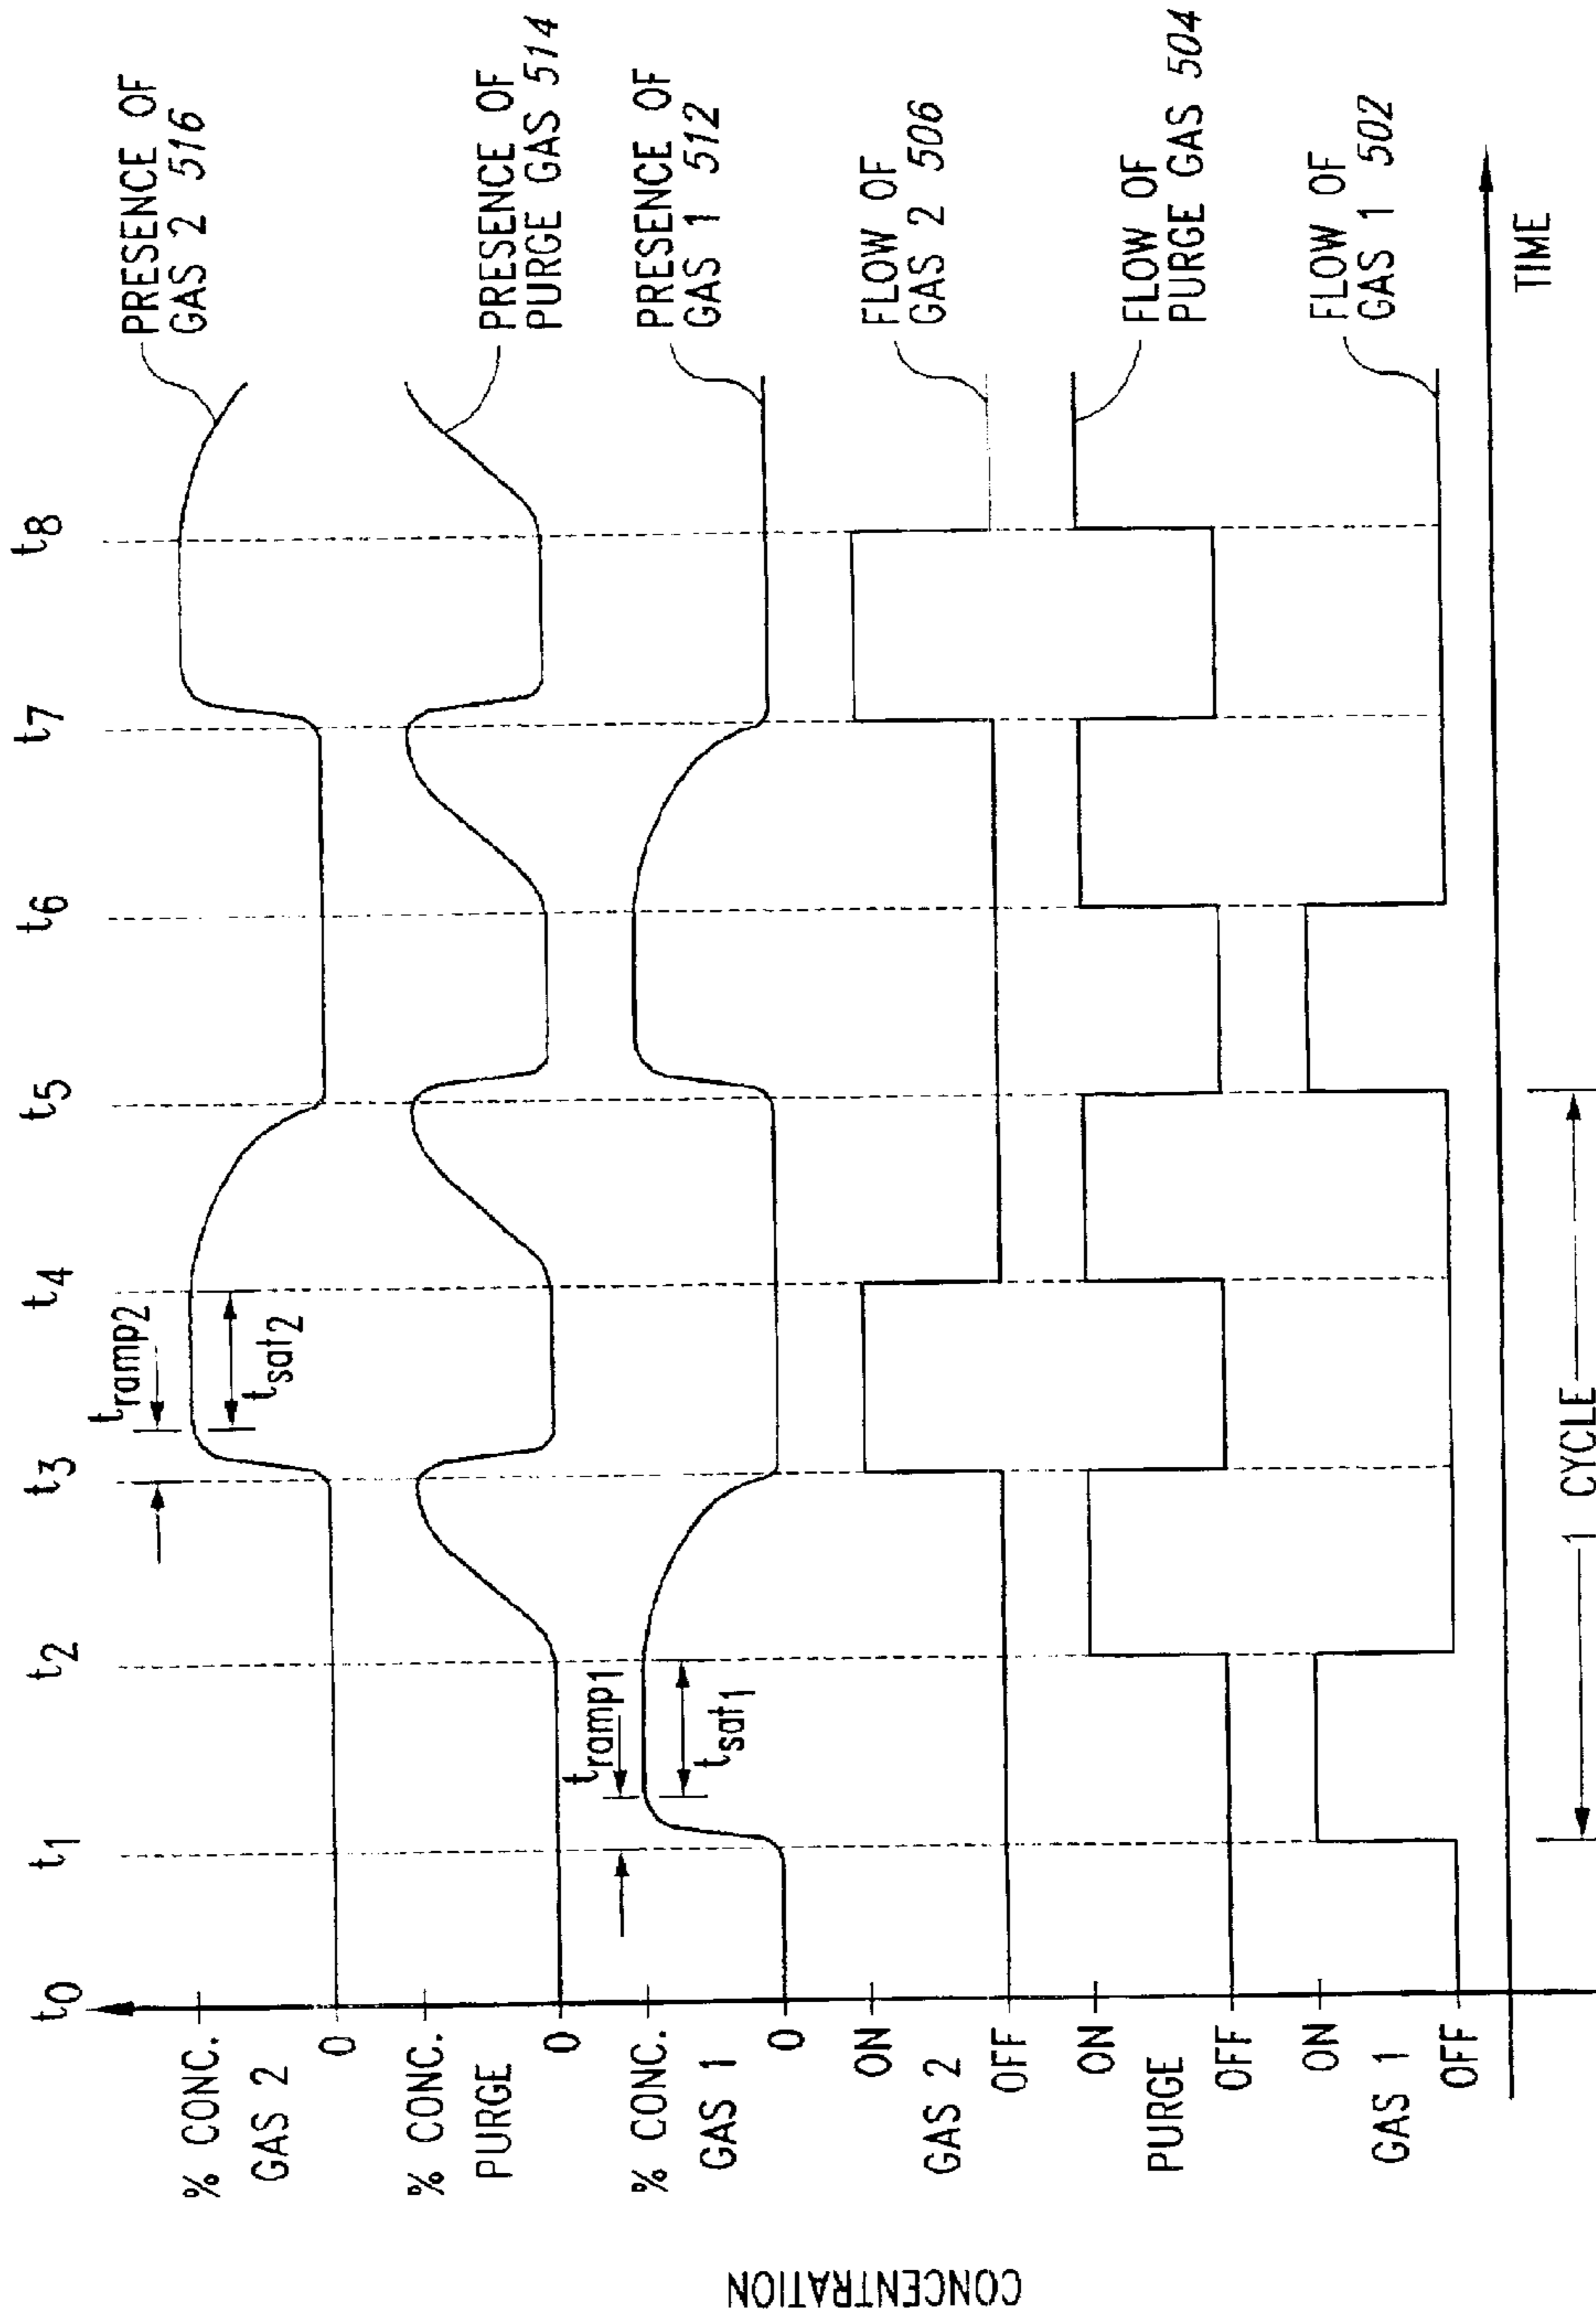 t0
t1
t2
t3
t4
t5
t6
t7
t8
PRESENCE OF
GAS 2 516
PRESENCE OF
PURGE GAS 514
PRESENCE OF
GAS 1 512
FLOW OF
GAS 2 506
FLOW OF
PURGE GAS 504
FLOW OF
GAS 1 502
tramp2
tsat2
tramp1
tsat1
% CONC.
GAS 2
0
% CONC.
PURGE
0
% CONC.
GAS 1
0
ON
GAS 2
OFF
ON
PURGE
OFF
ON
GAS 1
OFF
CONCENTRATION
TIME
1 CYCLE